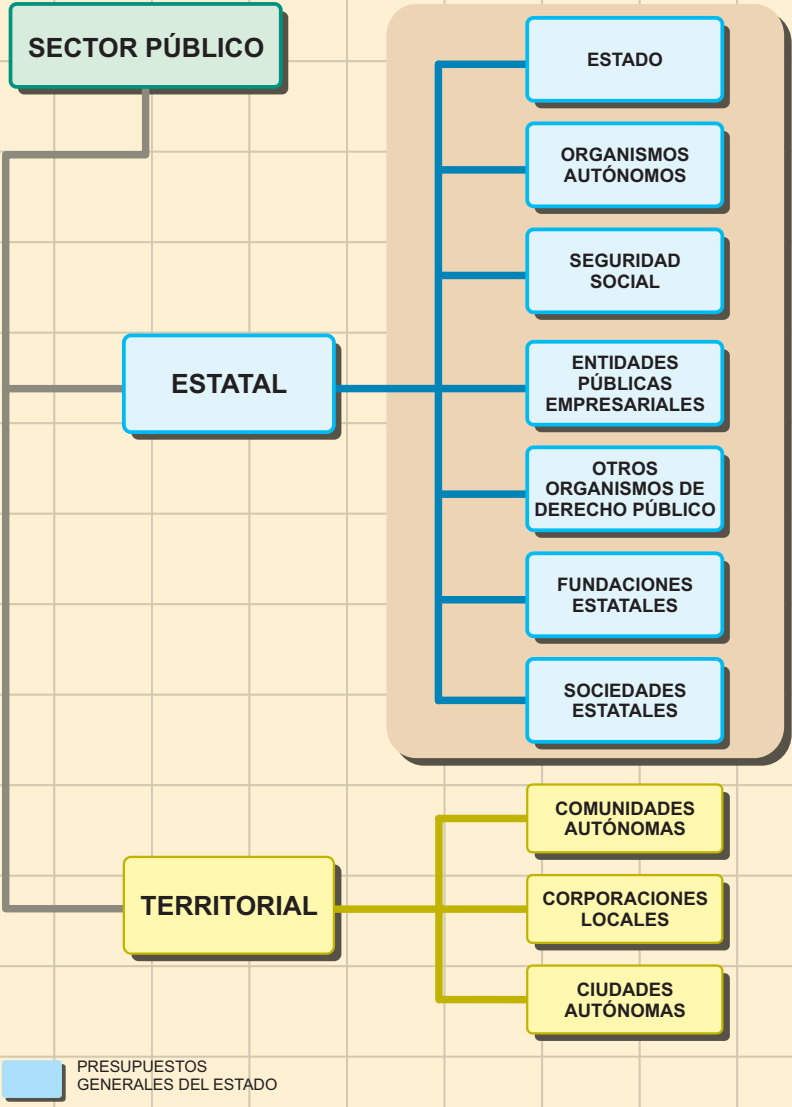 SECTOR PÚBLICO
ESTADO
ORGANISMOS
AUTÓNÓMOS
SEGURIDAD
SOCIAL
ESTATAL
ENTIDADES
PÚBLICAS
EMPRESARIALES
OTROS
ORGANISMOS DE
DERECHO PÚBLICO
FUNDACIONES
ESTATALES
SOCIEDADES
ESTATALES
TERRITORIAL
COMUNIDADES
AUTÓNOMAS
CORPORACIONES
LOCALES
CIUDADES
AUTÓNOMAS
PRESUPUESTOS
GENERALES DEL ESTADO